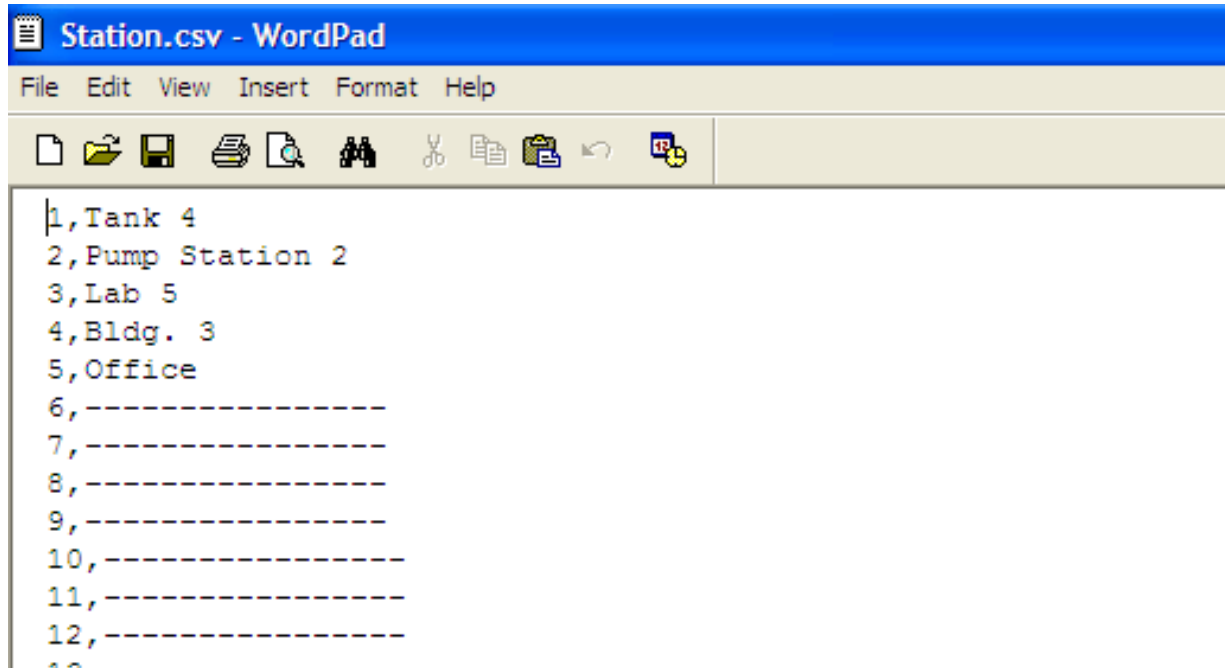 Station.csv - WordPad
File Edit View Insert Format Help
1,Tank 4
2,Pump Station 2
3,Lab 5
4,Bldg. 3
5,Office
6,----------------
7,----------------
8,----------------
9,----------------
10,----------------
11,----------------
12,----------------